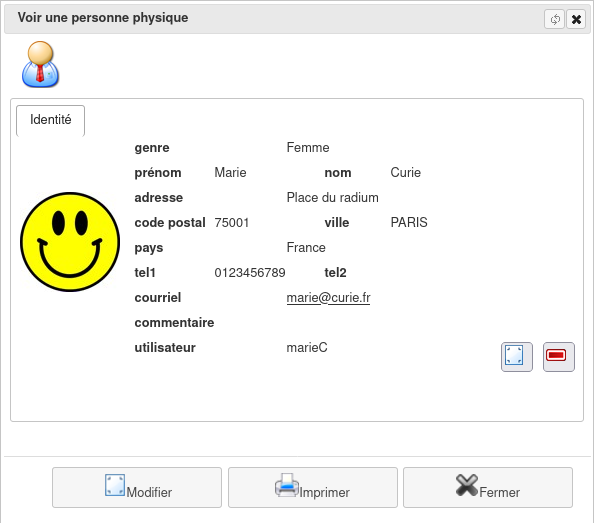 Voir une personne physique
Identité
genre Femme
prénom Marie nom Curie
adresse Place du radium
code postal 75001 ville PARIS
pays France
tel1 0123456789 tel2
courriel marie@curie.fr
commentaire
utilisateur marieC
Modifier Imprimer Fermer